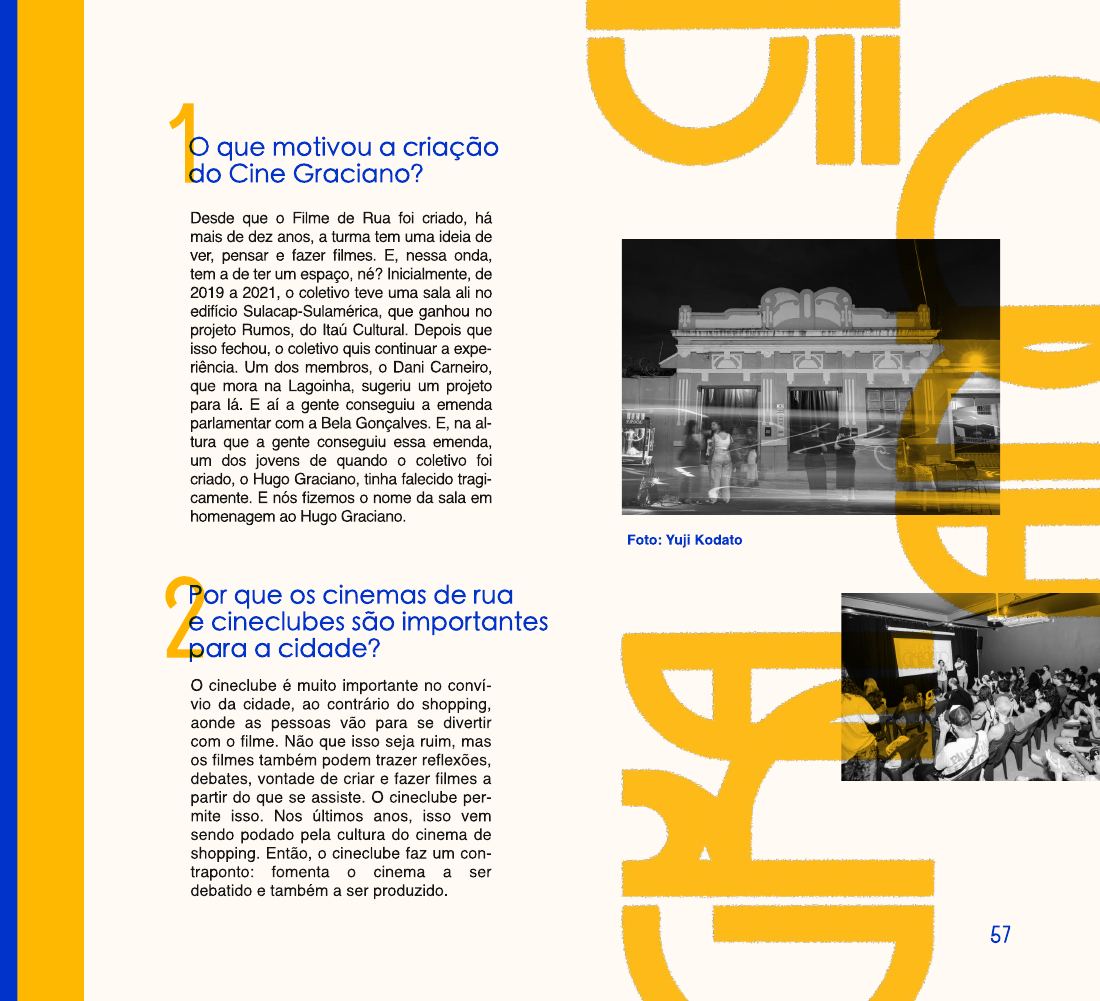 1
O que motivou a criação
do Cine Graciano?
Desde que o Filme de Rua foi criado, há
mais de dez anos, a turma tem uma ideia de
ver, pensar e fazer filmes. E, nessa onda,
tem a de ter um espaço, né? Inicialmente, de
2019 a 2021, o coletivo teve uma sala ali no
edifício Sulacap-Sulamérica, que ganhou no
projeto Rumos, do Itaú Cultural. Depois que
isso fechou, o coletivo quis continuar a expe-
riência. Um dos membros, o Dani Carneiro,
que mora na Lagoinha, sugeriu um projeto
para lá. E aí a gente conseguiu a emenda
parlamentar com a Bela Gonçalves. E, na al-
tura que a gente conseguiu essa emenda,
um dos jovens de quando o coletivo foi
criado, o Hugo Graciano, tinha falecido tragi-
camente. E nós fizemos o nome da sala em
homenagem ao Hugo Graciano.
2
Por que os cinemas de rua
e cineclubes são importantes
para a cidade?
O cineclube é muito importante no conví-
vio da cidade, ao contrário do shopping,
aonde as pessoas vão para se divertir
com o filme. Não que isso seja ruim, mas
os filmes também podem trazer reflexões,
debates, vontade de criar e fazer filmes a
partir do que se assiste. O cineclube per-
mite isso. Nos últimos anos, isso vem
sendo podado pela cultura do cinema de
shopping. Então, o cineclube faz um con-
traponto: fomenta o cinema a ser
debatido e também a ser produzido.
Foto: Yuji Kodato
57